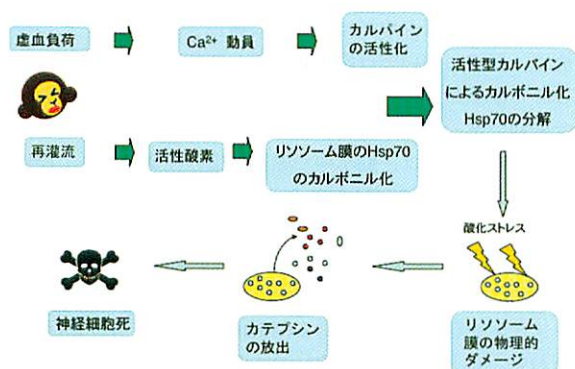 虚血負荷
Ca²⁺ 動員
カルパイン
の活性化
活性型カルパイン
によるカルボニル化
Hsp70の分解
再灌流
活性酸素
リソソーム膜のHsp70
のカルボニル化
酸化ストレス
リソソーム
膜の物理的
ダメージ
カテプシン
の放出
神経細胞死